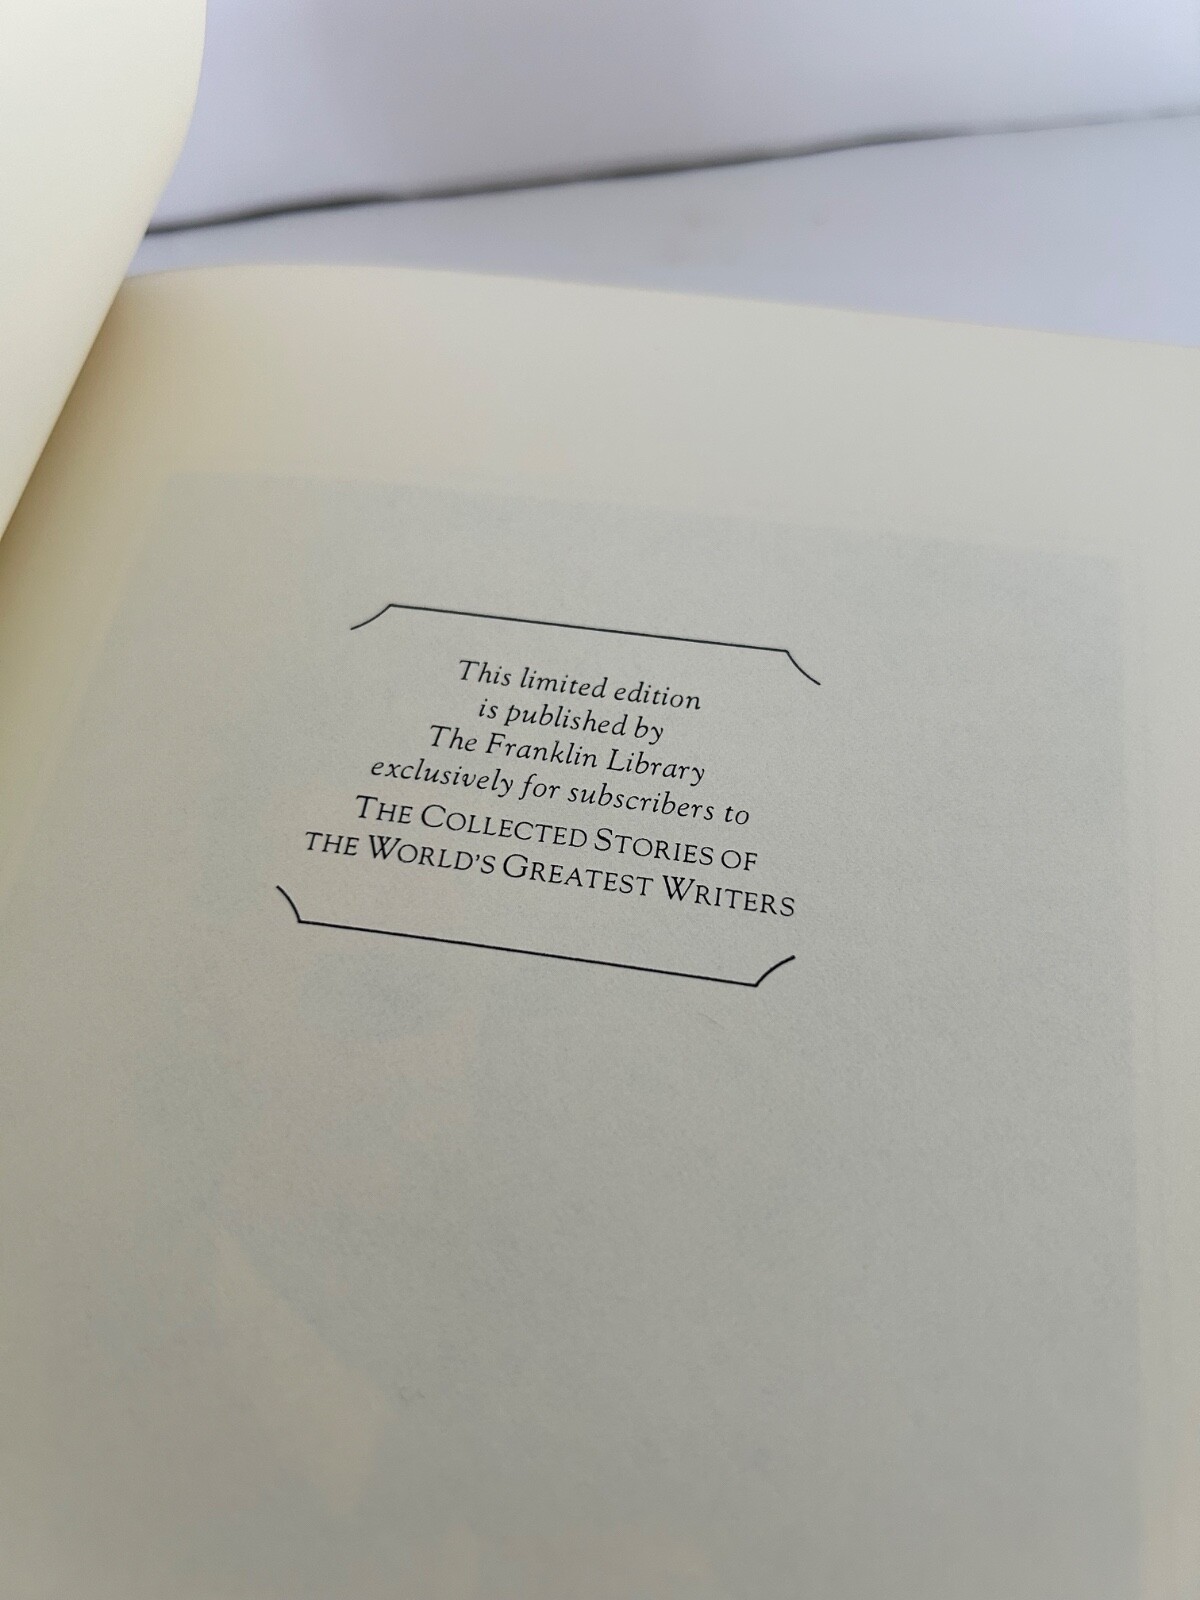 This limited edition
is published by
The Franklin Library
exclusively for subscribers to
THE COLLECTED STORIES OF
THE WORLD'S GREATEST WRITERS